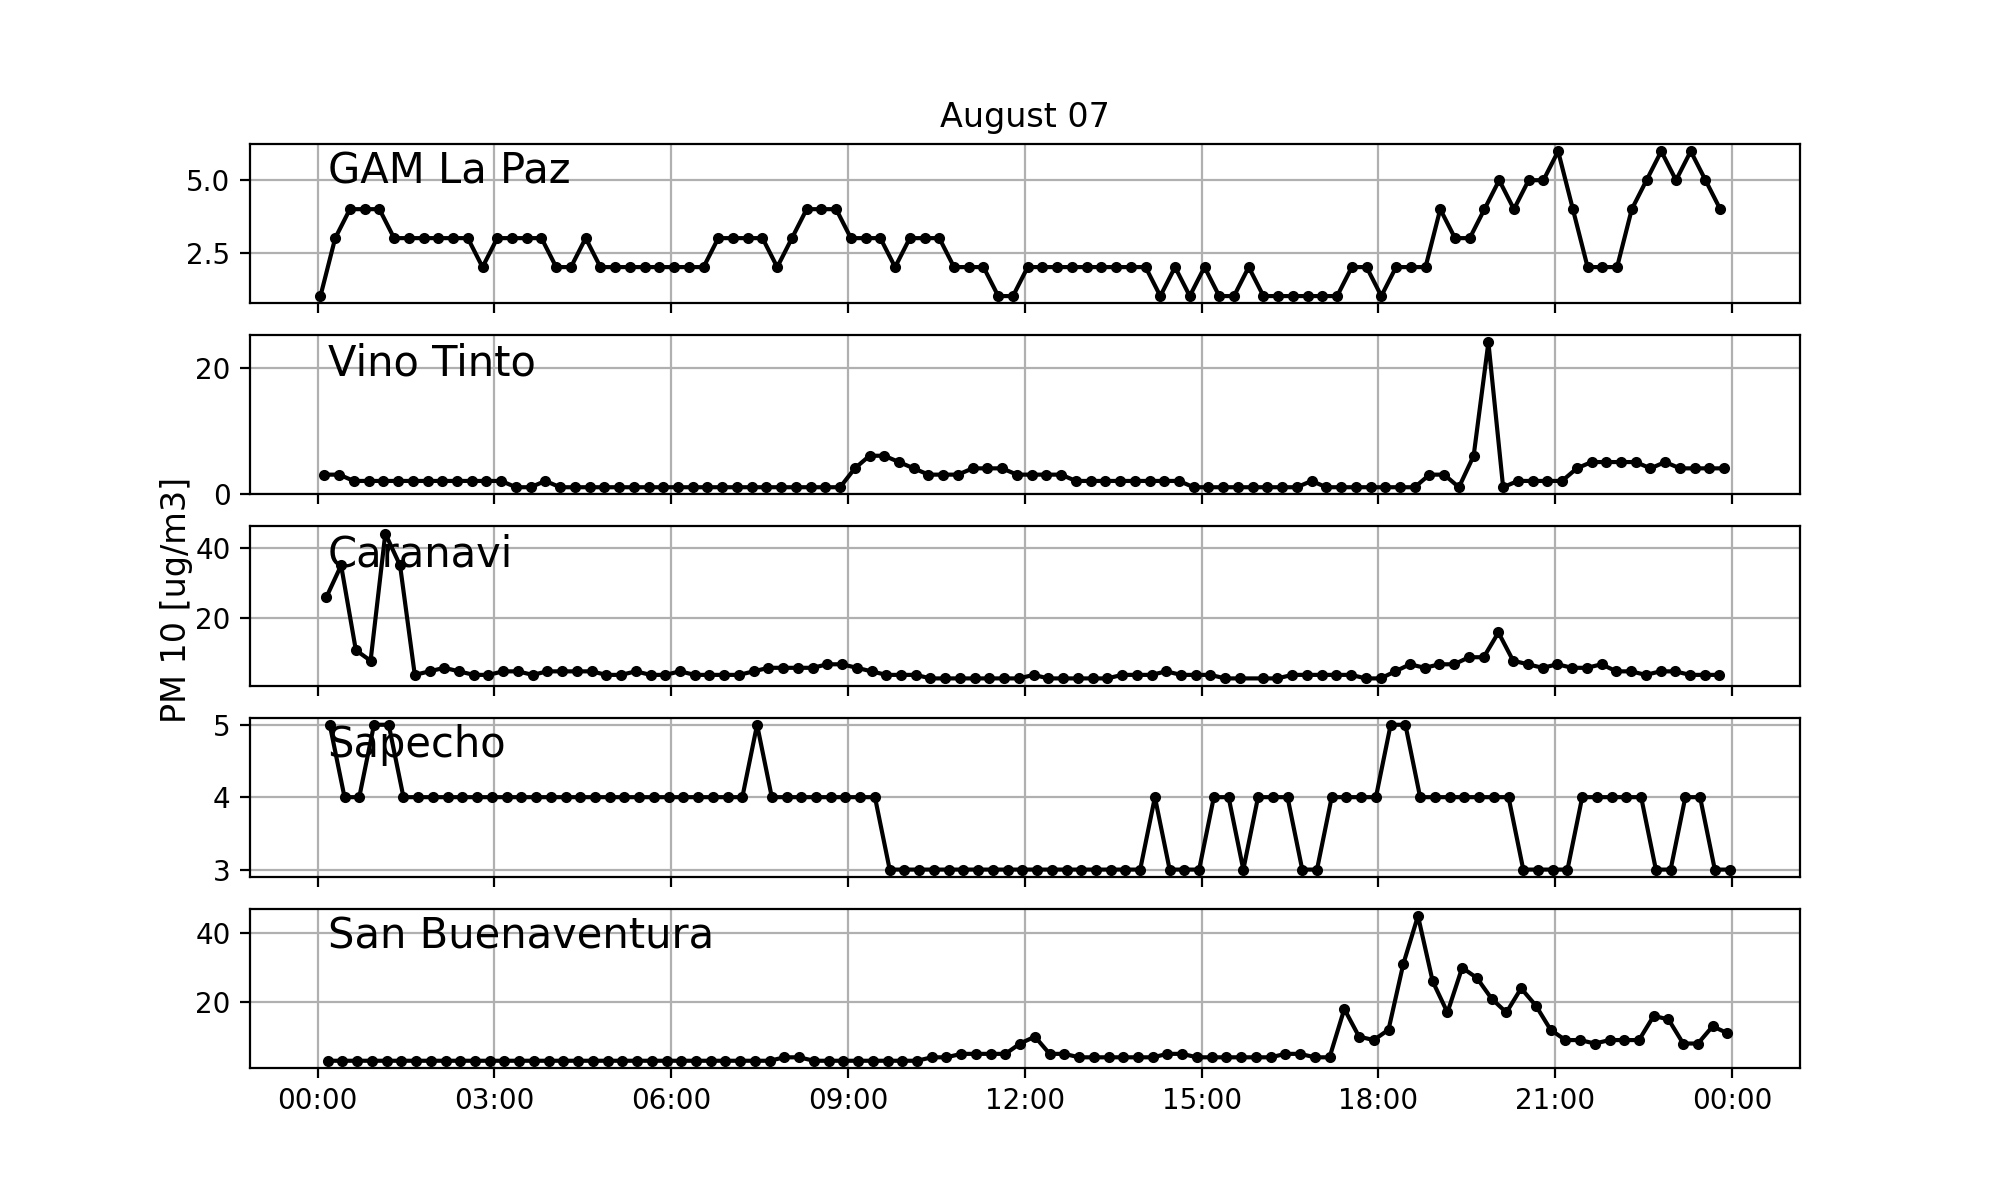 August 07
GAM La Paz
5.0
2.5
Vino Tinto
20
0
PM 10 [ug/m3]
Caranavi
40
20
Sapecho
5
4
3
San Buenaventura
40
20
00:00 03:00 06:00 09:00 12:00 15:00 18:00 21:00 00:00